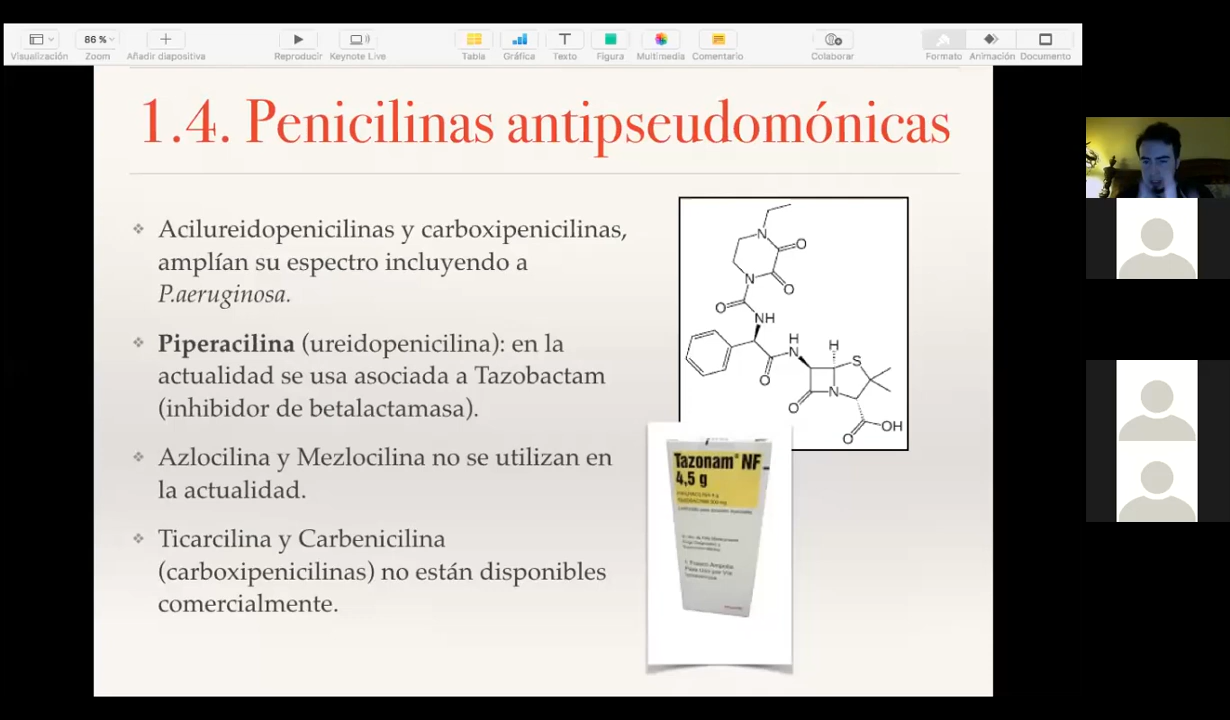 86 %
Visualización
Zoom
Añadir diapositiva
Reproducir
Keynote Live
Tabla
Gráfica
Texto
Figura
Multimedia
Comentario
Colaborar
Formato
Animación
Documento
1.4. Penicilinas antipseudomónicas
Acilureidopenicilinas y carboxipenicilinas,
amplían su espectro incluyendo a
P.aeruginosa.
Piperacilina (ureidopenicilina): en la
actualidad se usa asociada a Tazobactam
(inhibidor de betalactamasa).
Azlocilina y Mezlocilina no se utilizan en
la actualidad.
Ticarcilina y Carbenicilina
(carboxipenicilinas) no están disponibles
comercialmente.
N
O
N
O
O
NH
H
N
H
S
O
N
O
O
OH
Tazonam® NF
4,5 g